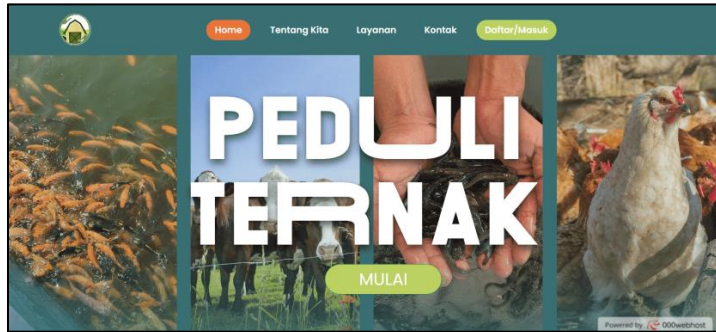 Home Tentang Kita Layanan Kontak Daftar/Masuk
PEDULI
TERNAK
MULAI
Powered by 000webhost